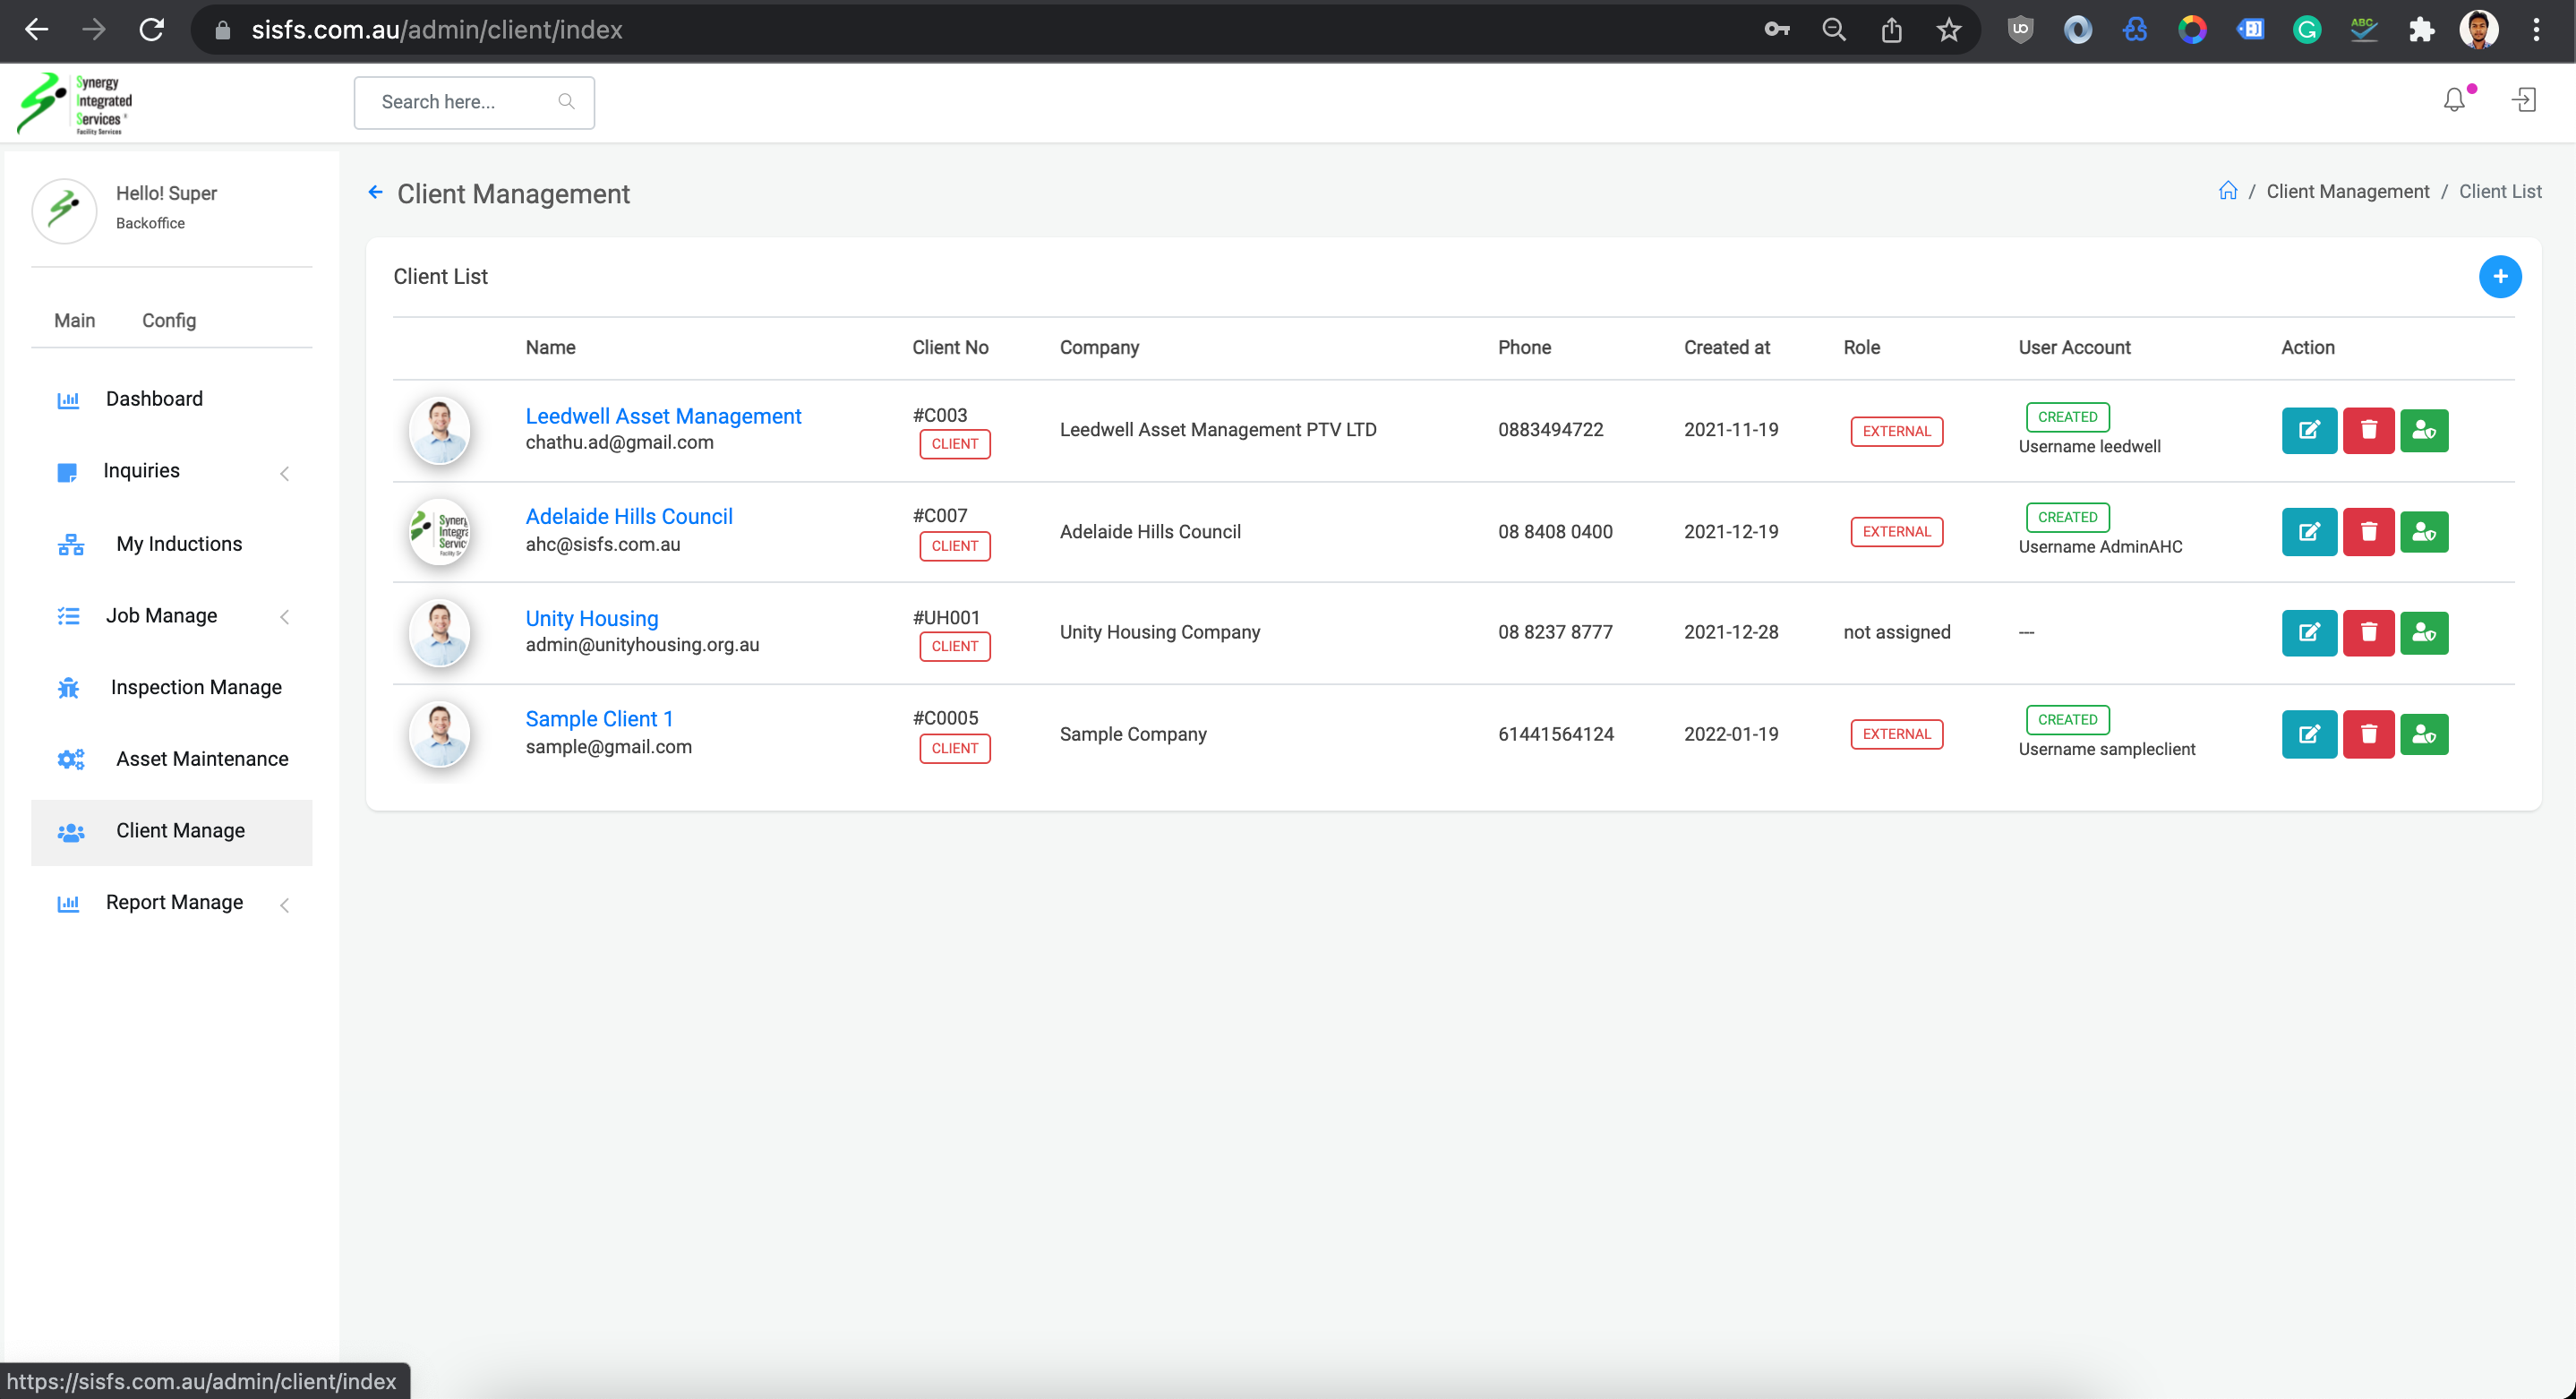 sisfs.com.au/admin/client/index
Synergy
Integrated
Services
Facility Services
Search here...
Hello! Super
Backoffice
Main Config
Dashboard
Inquiries
My Inductions
Job Manage
Inspection Manage
Asset Maintenance
Client Manage
Report Manage
Client Management
/ Client Management / Client List
Client List
Name Client No Company Phone Created at Role User Account Action
Leedwell Asset Management
chathu.ad@gmail.com
#C003
CLIENT
Leedwell Asset Management PTV LTD
0883494722
2021-11-19
EXTERNAL
CREATED
Username leedwell
Adelaide Hills Council
ahc@sisfs.com.au
#C007
CLIENT
Adelaide Hills Council
08 8408 0400
2021-12-19
EXTERNAL
CREATED
Username AdminAHC
Unity Housing
admin@unityhousing.org.au
#UH001
CLIENT
Unity Housing Company
08 8237 8777
2021-12-28
not assigned
---
Sample Client 1
sample@gmail.com
#C0005
CLIENT
Sample Company
61441564124
2022-01-19
EXTERNAL
CREATED
Username sampleclient
https://sisfs.com.au/admin/client/index